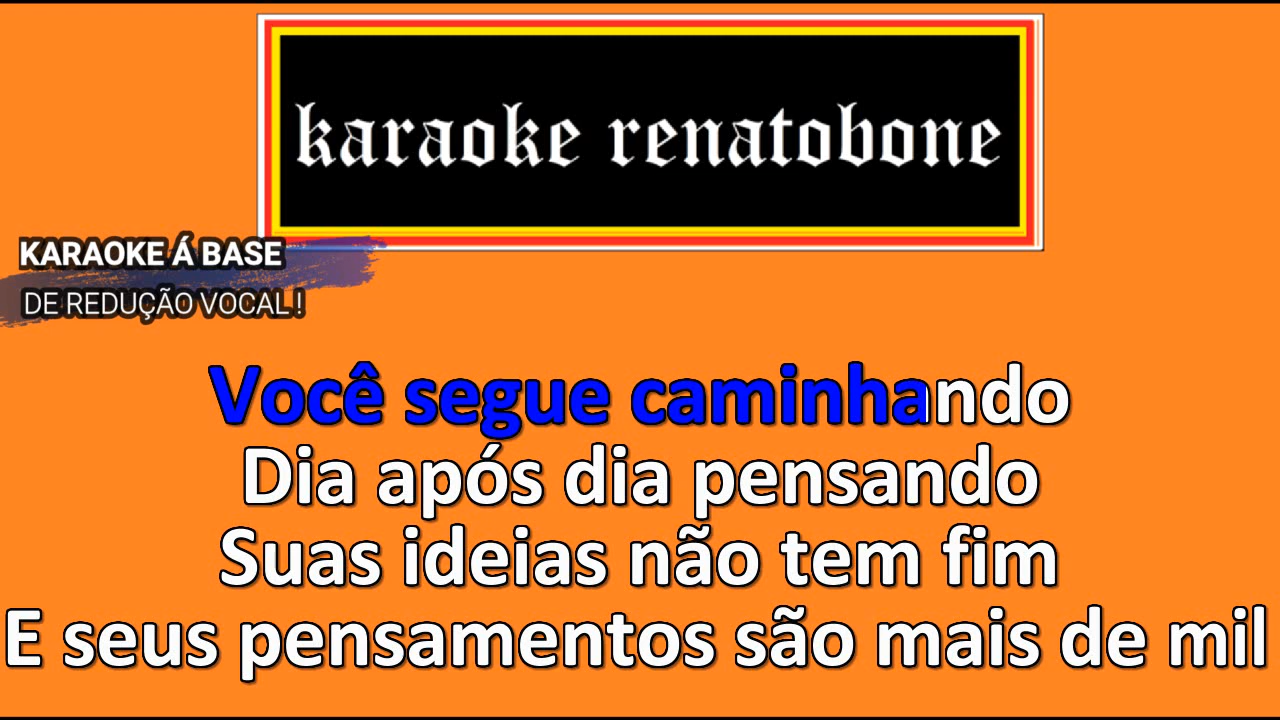 karaoke renatobone
KARAOKE Á BASE
DE REDUÇÃO VOCAL !
Você segue caminhando
Dia após dia pensando
Suas ideias não tem fim
E seus pensamentos são mais de mil